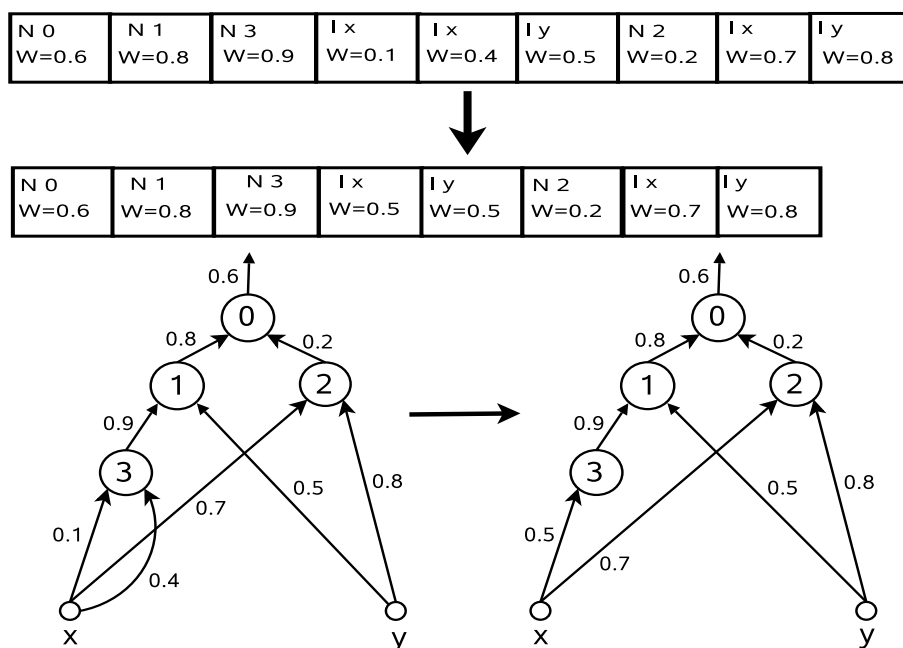 N 0 N 1 N 3 I x I x I y N 2 I x I y
W=0.6 W=0.8 W=0.9 W=0.1 W=0.4 W=0.5 W=0.2 W=0.7 W=0.8
N 0 N 1 N 3 I x I y N 2 I x I y
W=0.6 W=0.8 W=0.9 W=0.5 W=0.5 W=0.2 W=0.7 W=0.8
0.6 0.6
0 0
0.8 0.2 0.8 0.2
1 2 1 2
0.9 0.9
3 3
0.7 0.5 0.8 0.5 0.8
0.1 0.5
0.4 0.7
x y x y